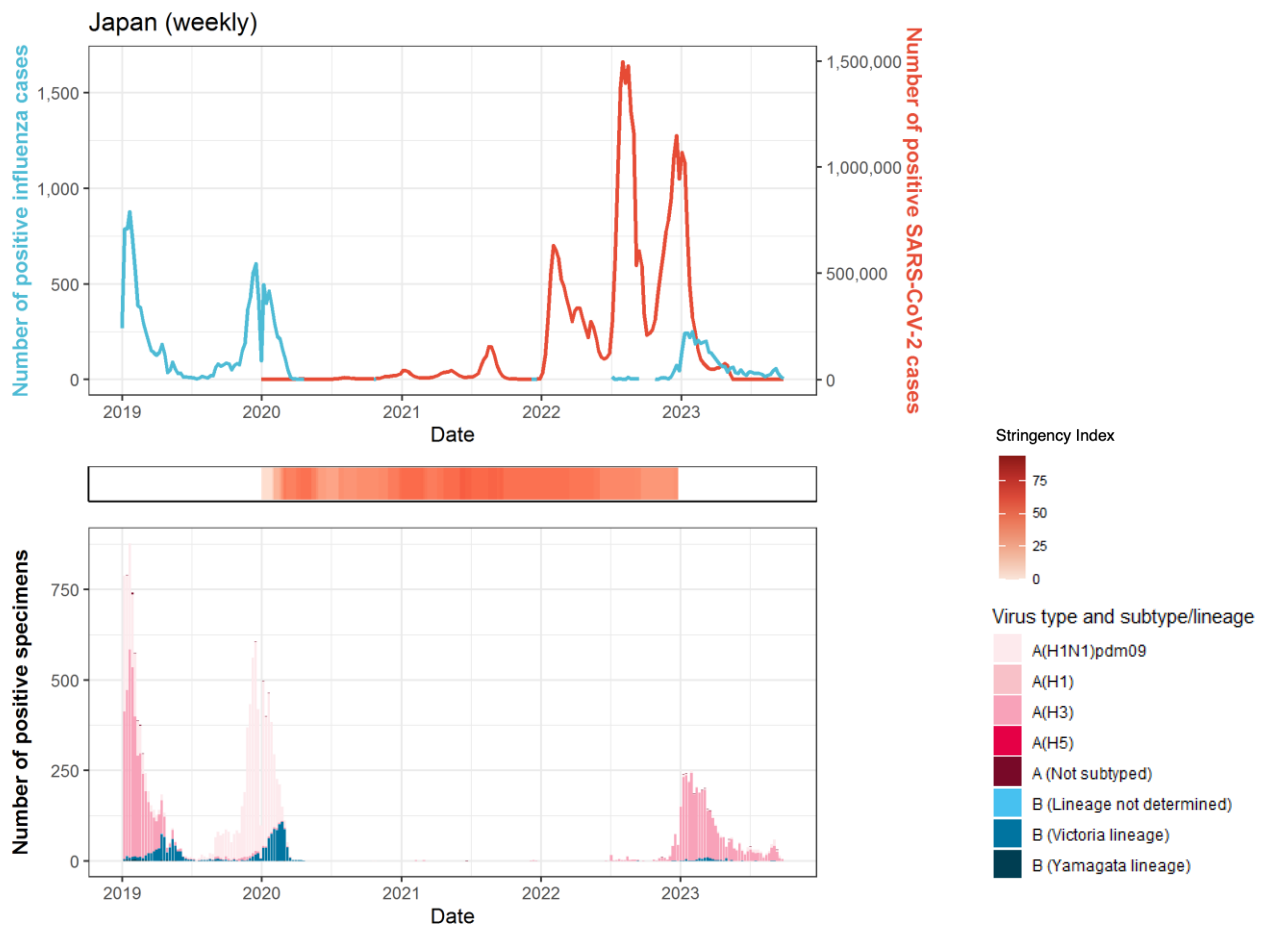 Japan (weekly)
Number of positive influenza cases
1,500
1,000
500
0
Number of positive SARS-CoV-2 cases
1,500,000
1,000,000
500,000
0
2019
2020
2021
2022
2023
Date
Stringency Index
75
50
25
0
Number of positive specimens
750
500
250
0
2019
2020
2021
2022
2023
Date
Virus type and subtype/lineage
A(H1N1)pdm09
A(H1)
A(H3)
A(H5)
A (Not subtyped)
B (Lineage not determined)
B (Victoria lineage)
B (Yamagata lineage)